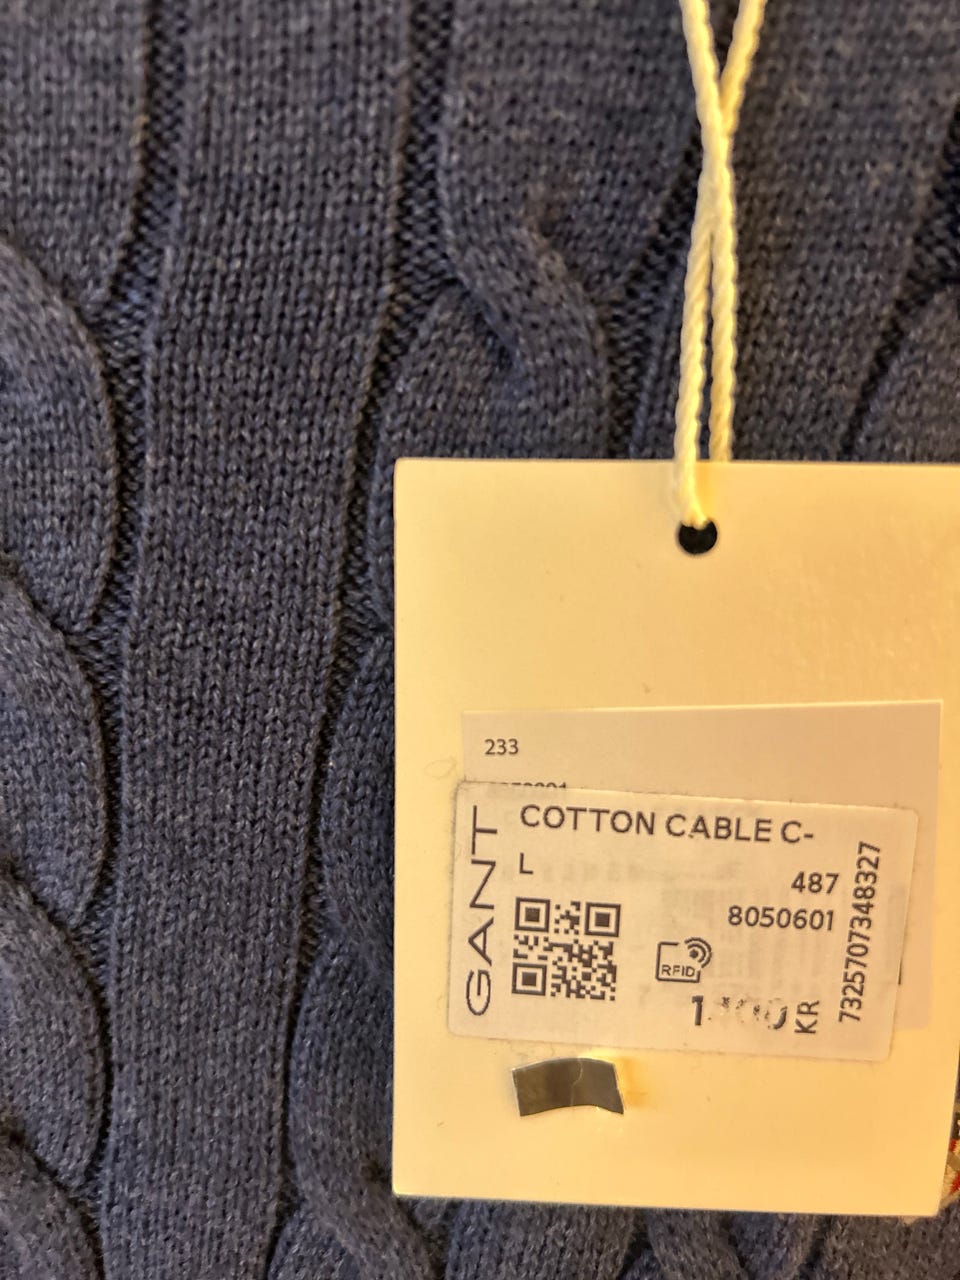 233
COTTON CABLE C-
L
487
8050601
RFID
KR
GANT
7325707348327